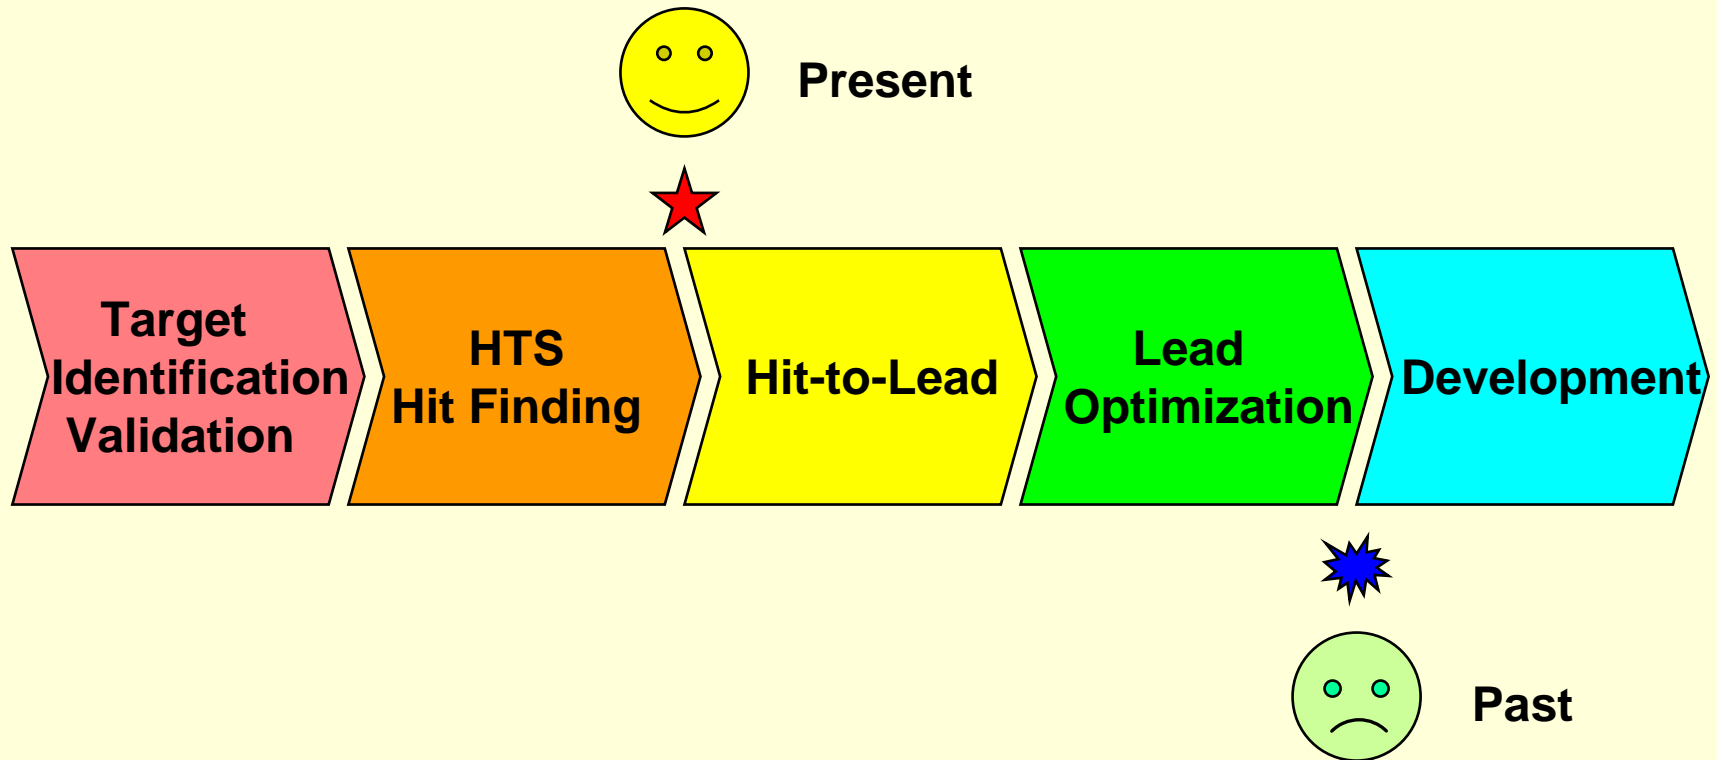 Present
Target
Identification
Validation
HTS
Hit Finding
Hit-to-Lead
Lead
Optimization
Development
Past